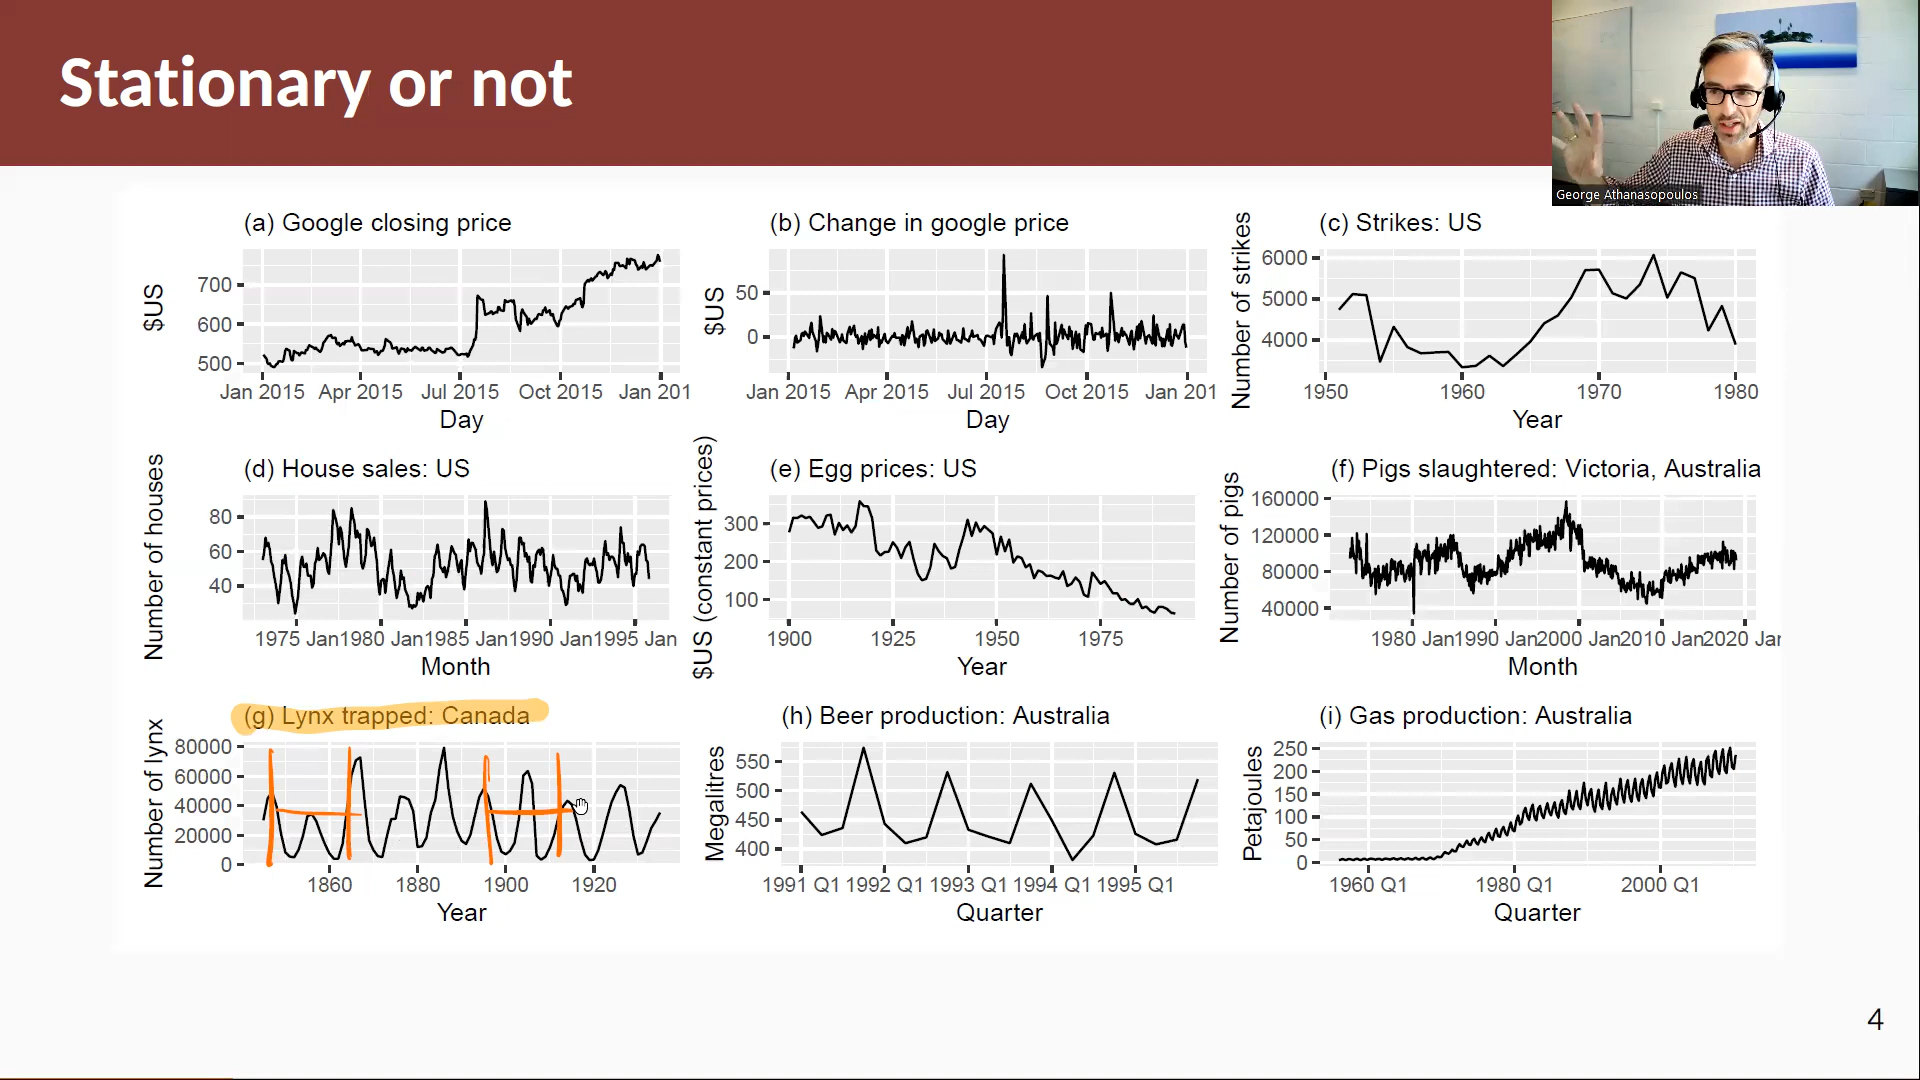 Stationary or not
George Athanasopoulos
(a) Google closing price
$US
700
600
500
Jan 2015 Apr 2015 Jul 2015 Oct 2015 Jan 201
Day
(b) Change in google price
$US
50
0
Jan 2015 Apr 2015 Jul 2015 Oct 2015 Jan 201
Day
(c) Strikes: US
Number of strikes
6000
5000
4000
1950 1960 1970 1980
Year
(d) House sales: US
Number of houses
80
60
40
1975 Jan1980 Jan1985 Jan1990 Jan1995 Jan
Month
(e) Egg prices: US
$US (constant prices)
300
200
100
1900 1925 1950 1975
Year
(f) Pigs slaughtered: Victoria, Australia
Number of pigs
160000
120000
80000
40000
1980 Jan1990 Jan2000 Jan2010 Jan2020 Jan
Month
(g) Lynx trapped: Canada
Number of lynx
80000
60000
40000
20000
0
1860 1880 1900 1920
Year
(h) Beer production: Australia
Megalitres
550
500
450
400
1991 Q1 1992 Q1 1993 Q1 1994 Q1 1995 Q1
Quarter
(i) Gas production: Australia
Petajoules
250
200
150
100
50
0
1960 Q1 1980 Q1 2000 Q1
Quarter
4